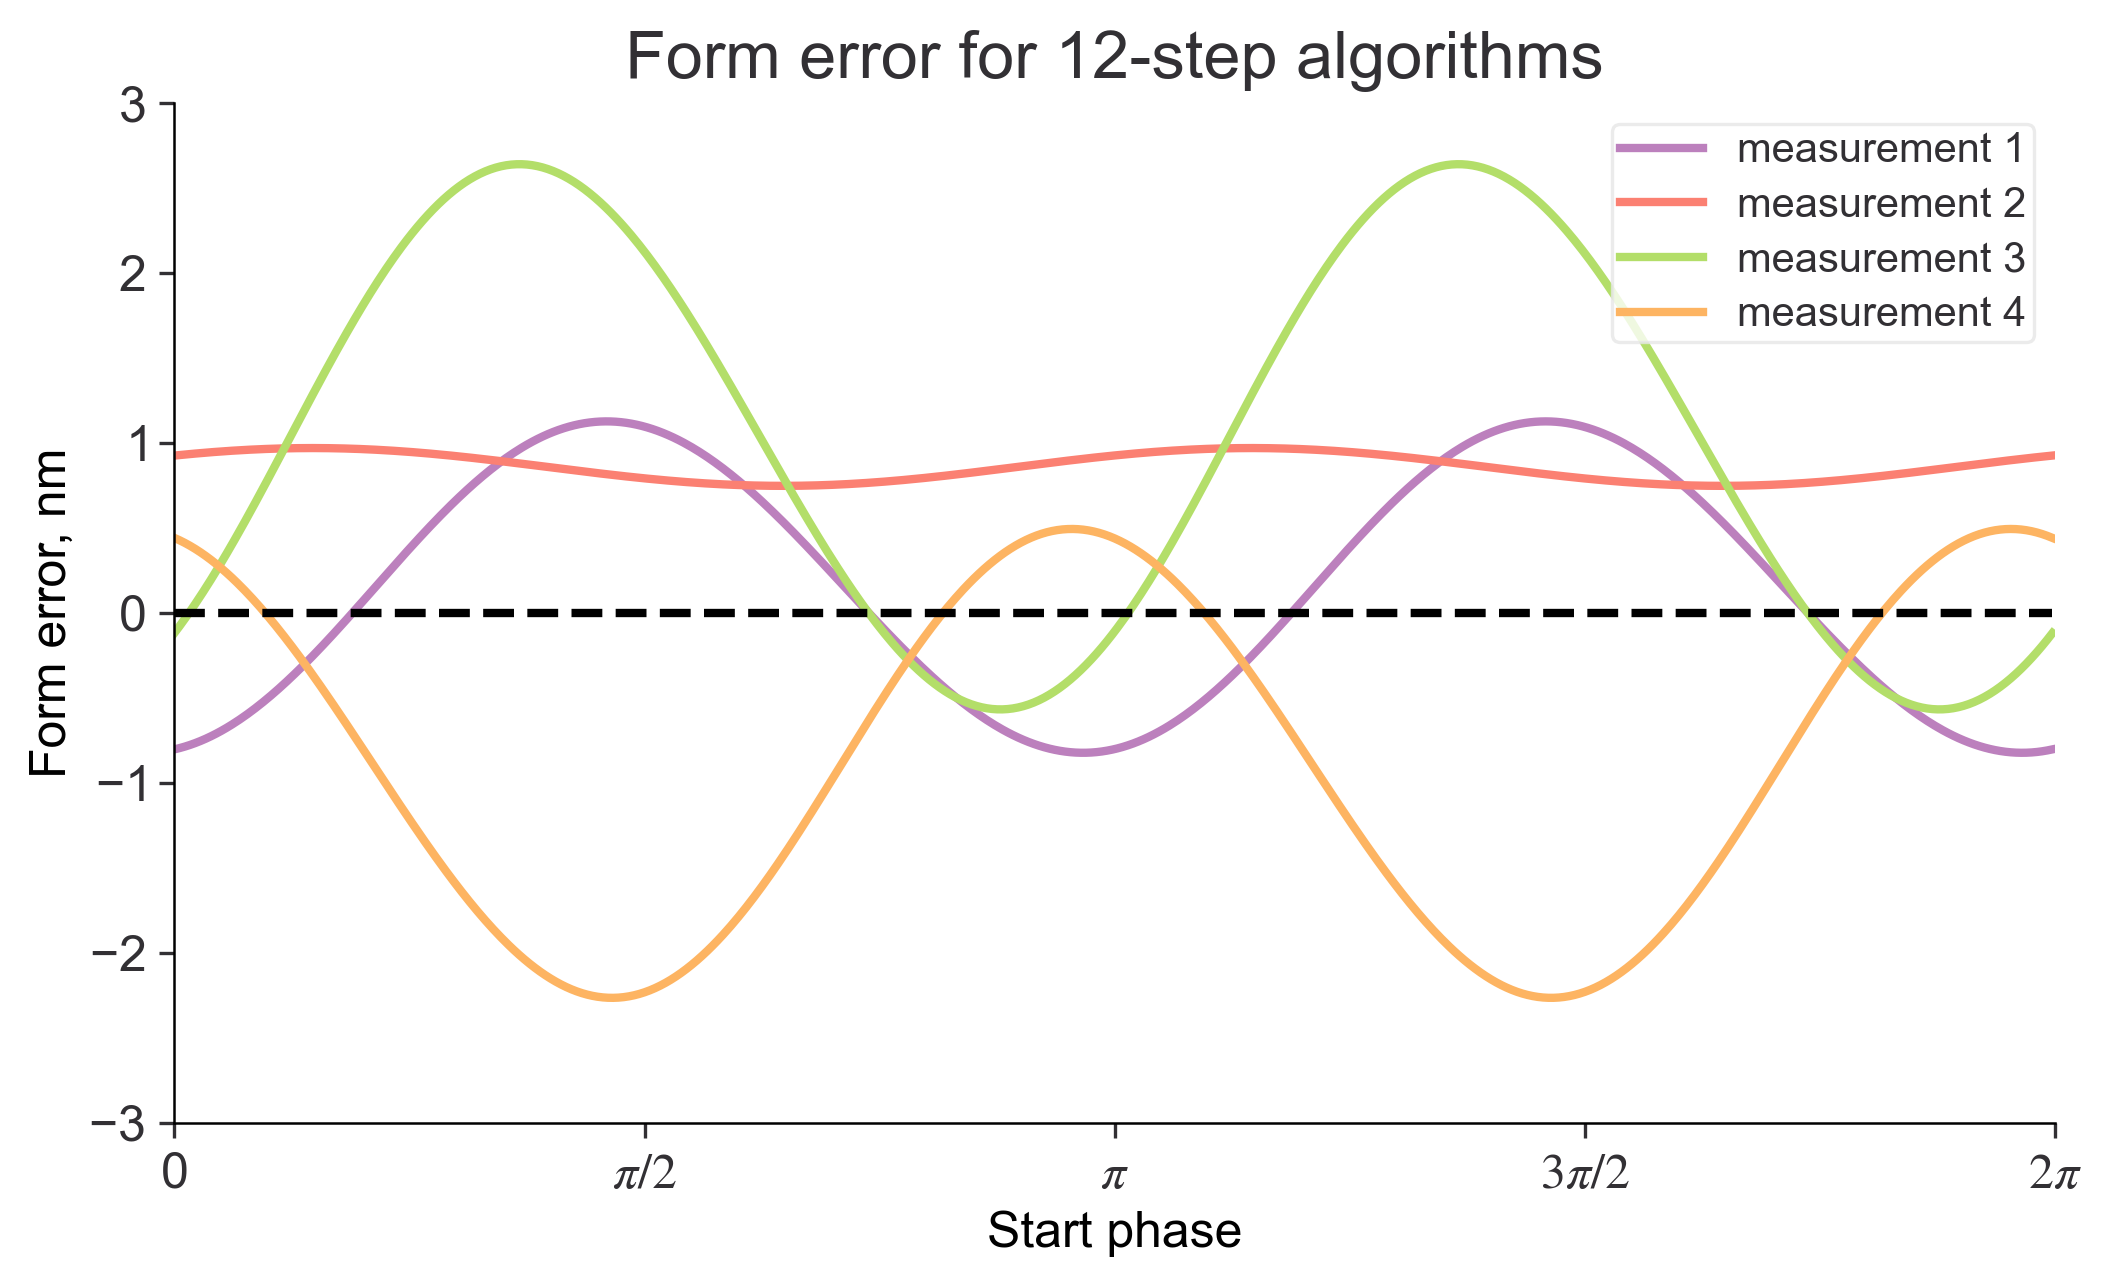 Form error for 12-step algorithms
3
2
1
0
−1
−2
−3
Form error, nm
measurement 1
measurement 2
measurement 3
measurement 4
0 π/2 π 3π/2 2π
Start phase